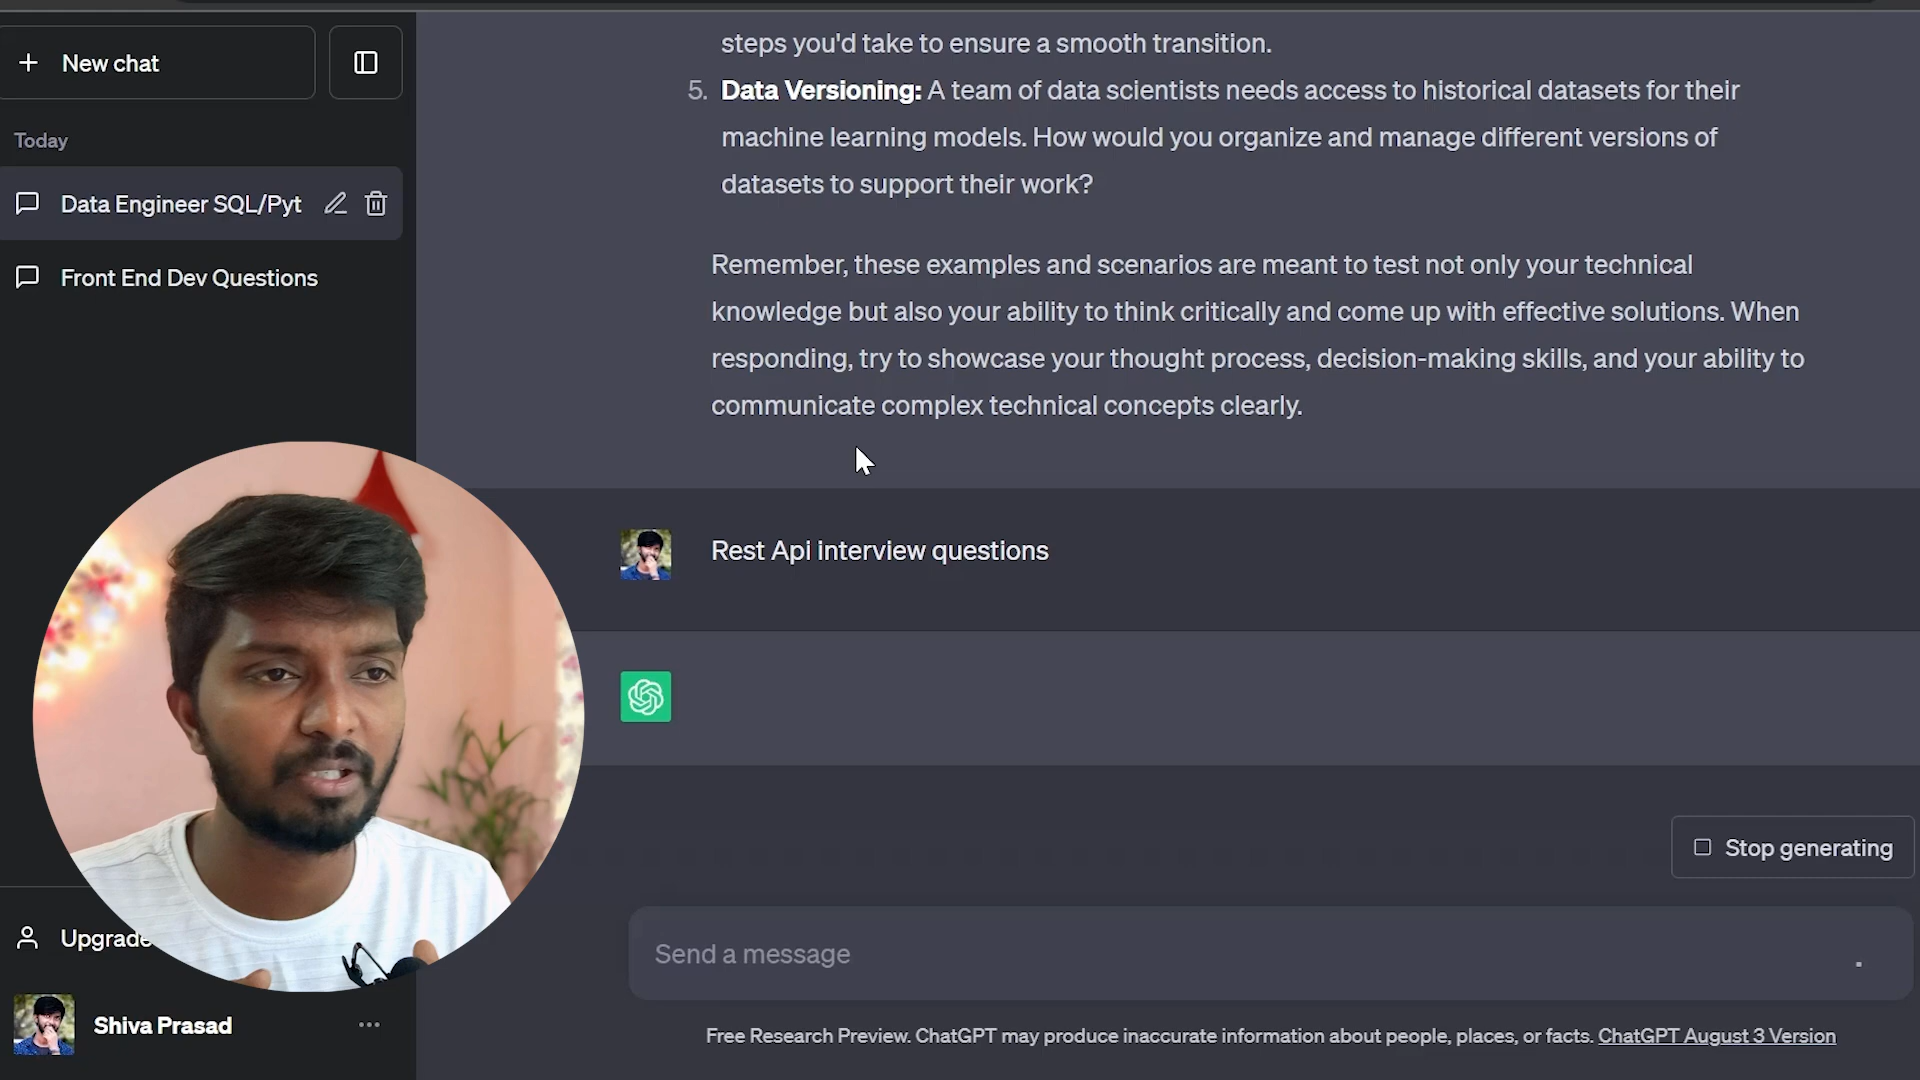 New chat
Today
Data Engineer SQL/Pyt
Front End Dev Questions
steps you'd take to ensure a smooth transition.
5. Data Versioning: A team of data scientists needs access to historical datasets for their
machine learning models. How would you organize and manage different versions of
datasets to support their work?
Remember, these examples and scenarios are meant to test not only your technical
knowledge but also your ability to think critically and come up with effective solutions. When
responding, try to showcase your thought process, decision-making skills, and your ability to
communicate complex technical concepts clearly.
Rest Api interview questions
Stop generating
Upgrade
Send a message
Shiva Prasad
Free Research Preview. ChatGPT may produce inaccurate information about people, places, or facts. ChatGPT August 3 Version